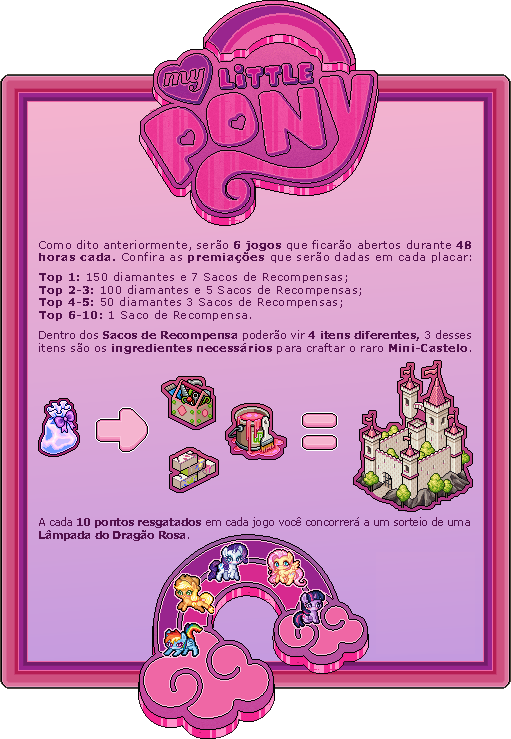 my
LiTTLE
PONY
Como dito anteriormente, serão 6 jogos que ficarão abertos durante 48
horas cada. Confira as premiações que serão dadas em cada placar:
Top 1: 150 diamantes e 7 Sacos de Recompensas;
Top 2-3: 100 diamantes e 5 Sacos de Recompensas;
Top 4-5: 50 diamantes 3 Sacos de Recompensas;
Top 6-10: 1 Saco de Recompensa.
Dentro dos Sacos de Recompensa poderão vir 4 itens diferentes, 3 desses
itens são os ingredientes necessários para craftar o raro Mini-Castelo.
A cada 10 pontos resgatados em cada jogo você concorrerá a um sorteio de uma
Lâmpada do Dragão Rosa.